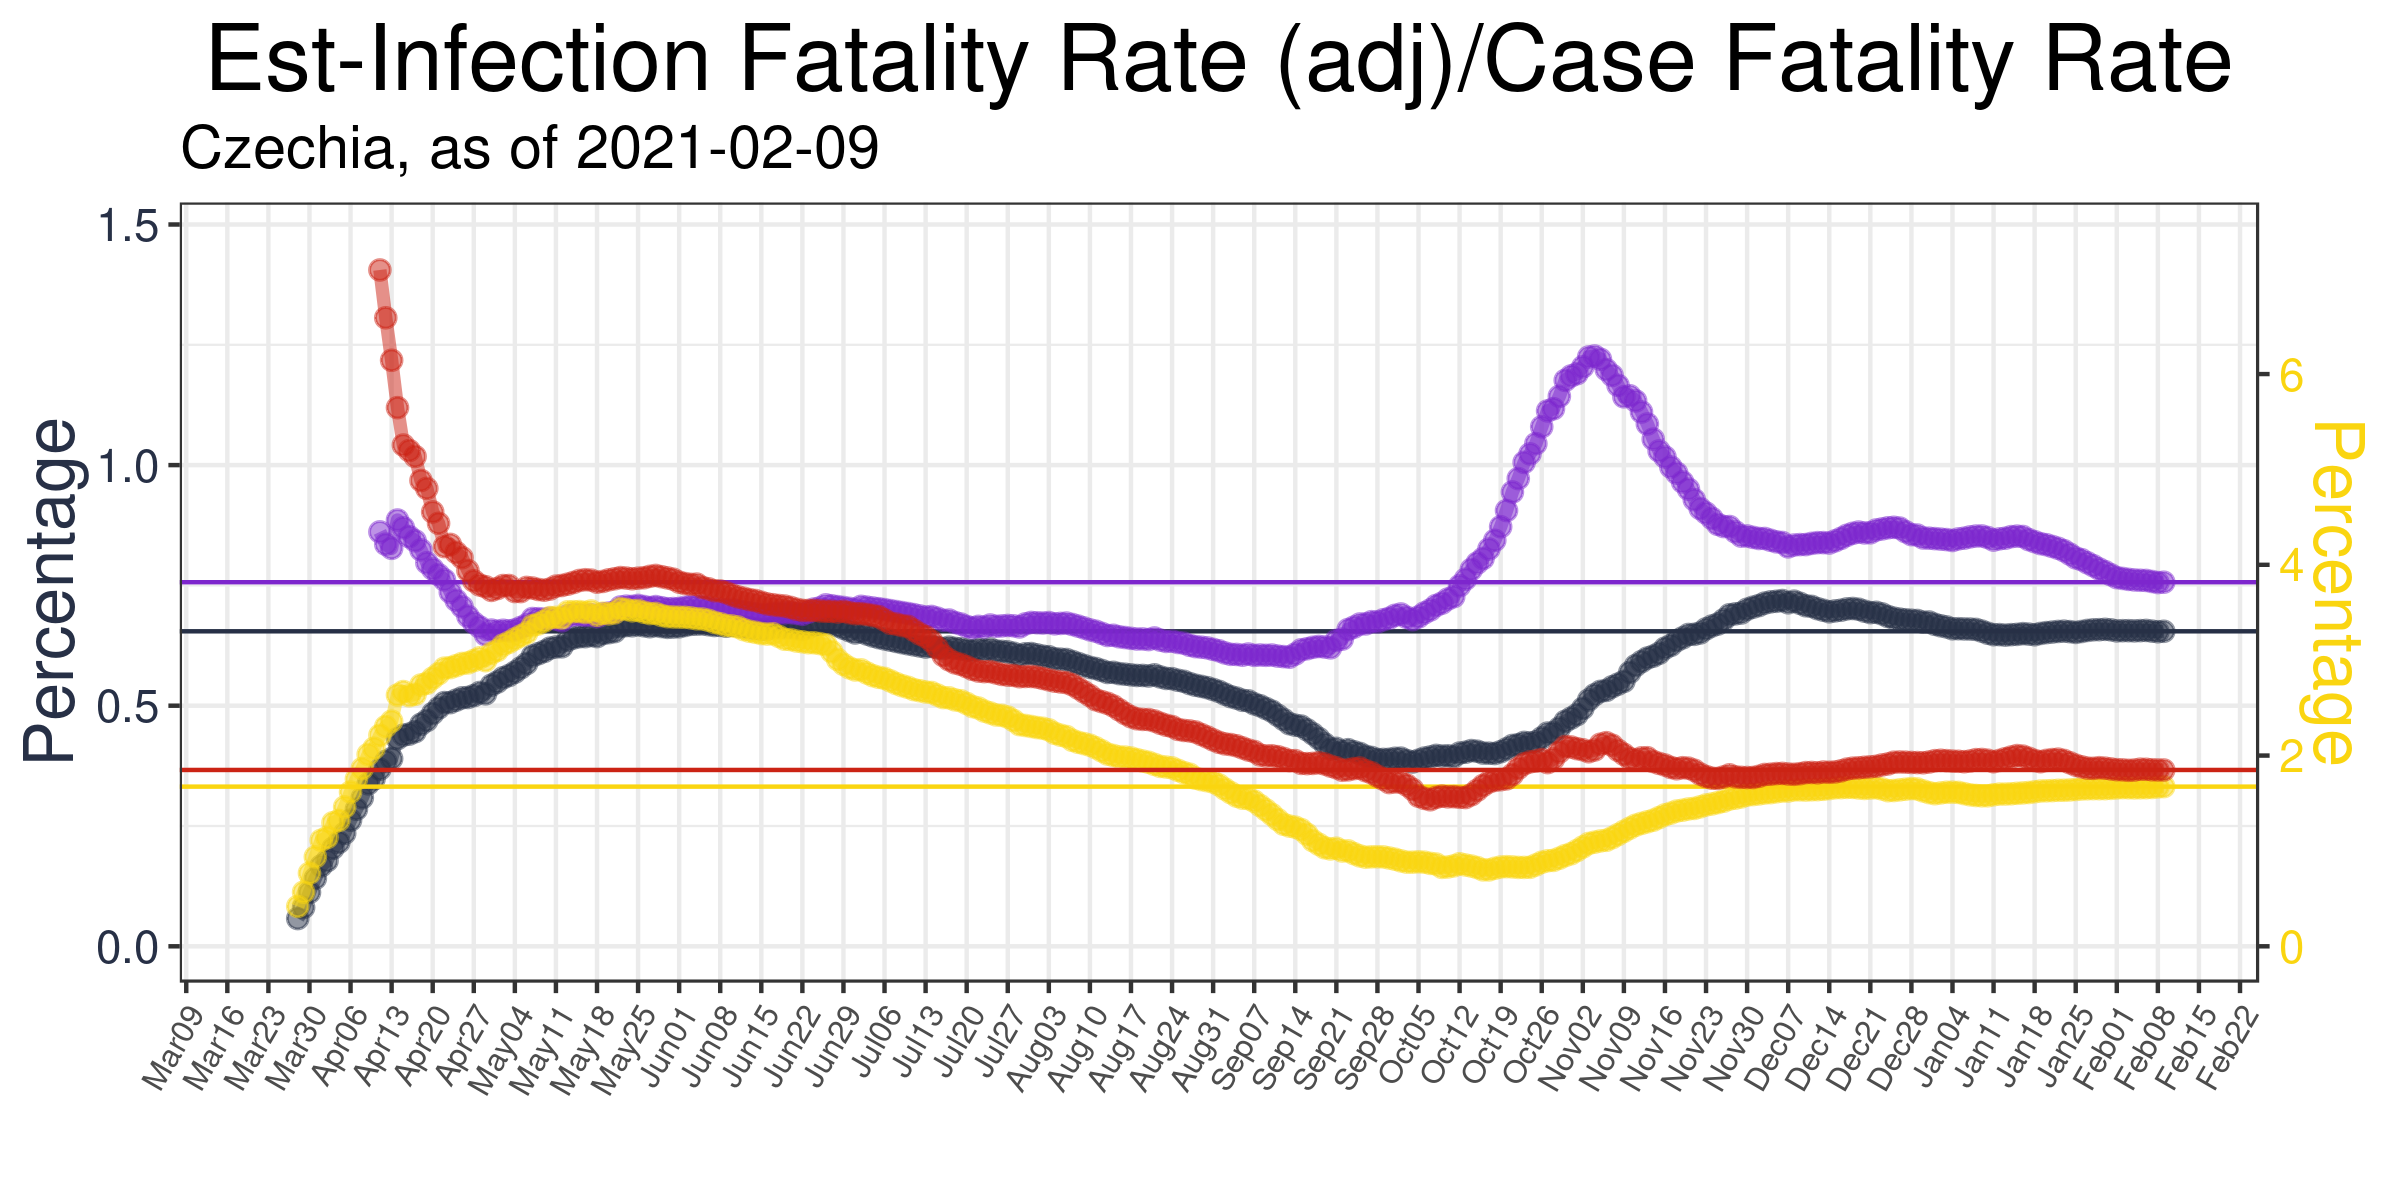 Est-Infection Fatality Rate (adj)/Case Fatality Rate
Czechia, as of 2021-02-09
Percentage
1.5
1.0
0.5
0.0
6
4
2
0
Percentage
Mar09 Mar16 Mar23 Mar30 Apr06 Apr13 Apr20 Apr27 May04 May11 May18 May25 Jun01 Jun08 Jun15 Jun22 Jun29 Jul06 Jul13 Jul20 Jul27 Aug03 Aug10 Aug17 Aug24 Aug31 Sep07 Sep14 Sep21 Sep28 Oct05 Oct12 Oct19 Oct26 Nov02 Nov09 Nov16 Nov23 Nov30 Dec07 Dec14 Dec21 Dec28 Jan04 Jan11 Jan18 Jan25 Feb01 Feb08 Feb15 Feb22